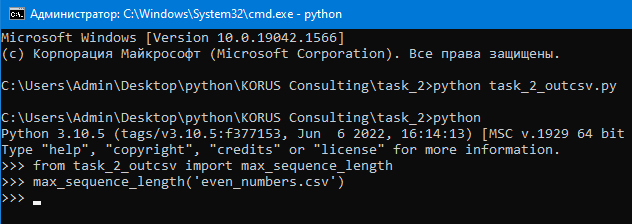 Администратор: C:\Windows\System32\cmd.exe - python
Microsoft Windows [Version 10.0.19042.1566]
(c) Корпорация Майкрософт (Microsoft Corporation). Все права защищены.
C:\Users\Admin\Desktop\python\KORUS Consulting\task_2>python task_2_outcsv.py
C:\Users\Admin\Desktop\python\KORUS Consulting\task_2>python
Python 3.10.5 (tags/v3.10.5:f377153, Jun  6 2022, 16:14:13) [MSC v.1929 64 bit
Type "help", "copyright", "credits" or "license" for more information.
>>> from task_2_outcsv import max_sequence_length
>>> max_sequence_length('even_numbers.csv')
>>>